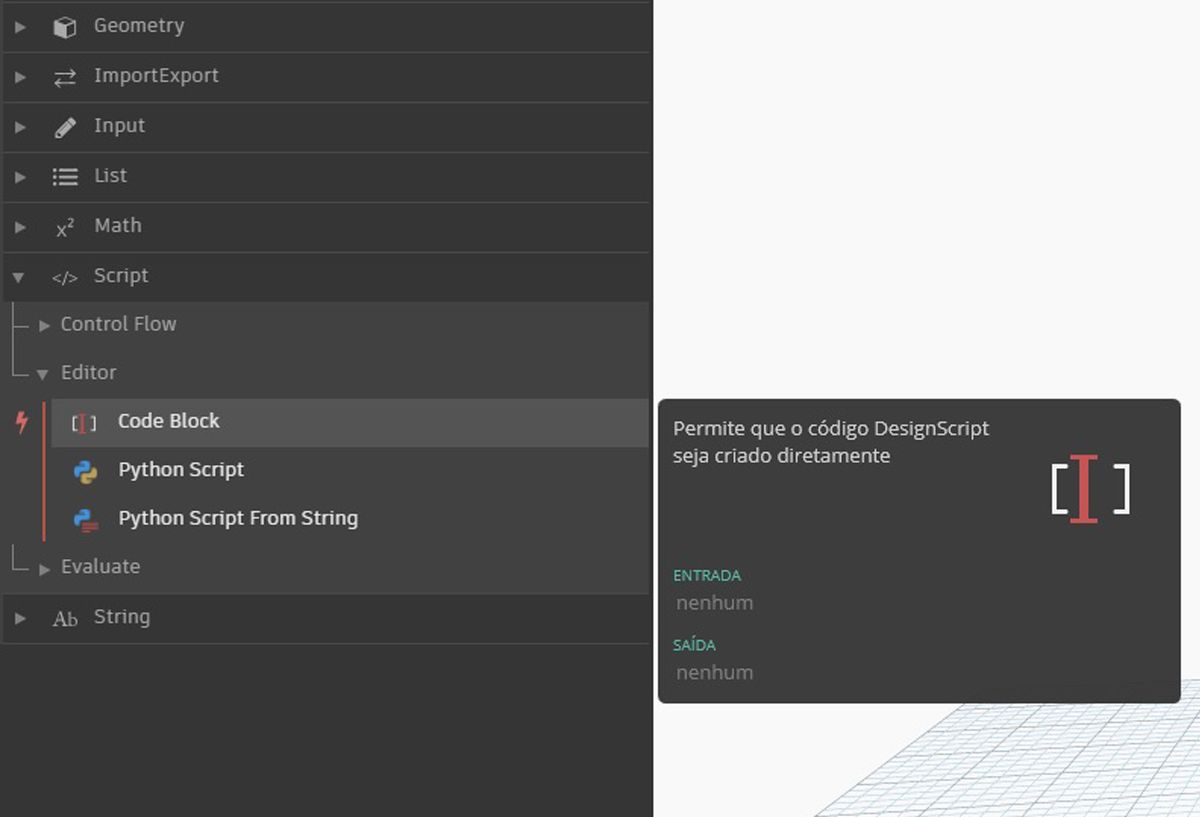 Geometry
ImportExport
Input
List
x² Math
</> Script
Control Flow
Editor
Code Block
Python Script
Python Script From String
Evaluate
Ab String
Permite que o código DesignScript
seja criado diretamente
ENTRADA
nenhum
SAÍDA
nenhum